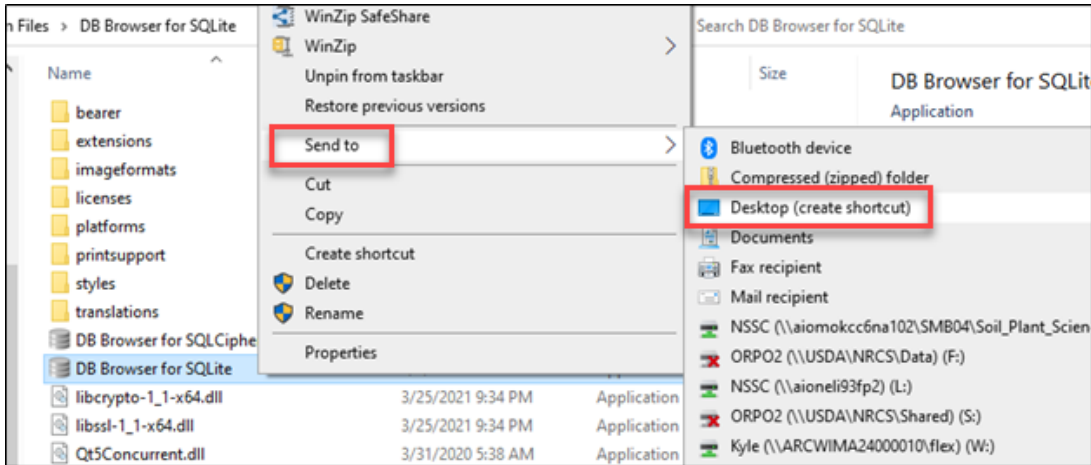 n Files > DB Browser for SQLite
Name
bearer
extensions
imageformats
licenses
platforms
printsupport
styles
translations
DB Browser for SQLCiphe
DB Browser for SQLite
libcrypto-1_1-x64.dll 3/25/2021 9:34 PM Application
libssl-1_1-x64.dll 3/25/2021 9:34 PM Application
Qt5Concurrent.dll 3/31/2020 5:38 AM Application
WinZip SafeShare
WinZip
Unpin from taskbar
Restore previous versions
Send to
Cut
Copy
Create shortcut
Delete
Rename
Properties
Search DB Browser for SQLite
Size
DB Browser for SQLit
Application
Bluetooth device
Compressed (zipped) folder
Desktop (create shortcut)
Documents
Fax recipient
Mail recipient
NSSC (\\aiomokcc6na102\SMB04\Soil_Plant_Scien
ORPO2 (\\USDA\NRCS\Data) (F:)
NSSC (\\aioneli93fp2) (L:)
ORPO2 (\\USDA\NRCS\Shared) (S:)
Kyle (\\ARCWIMA24000010\flex) (W:)